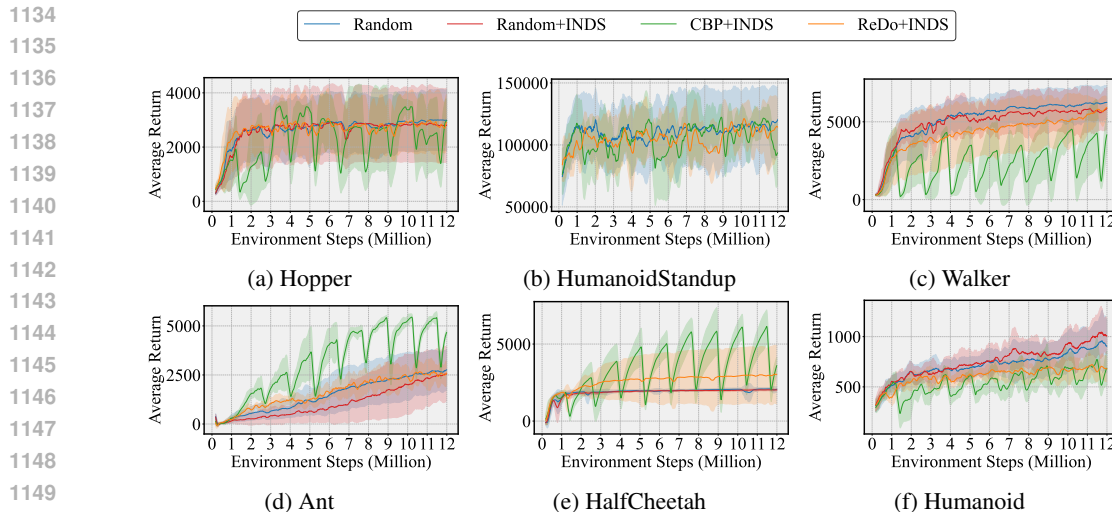 1134
1135
1136
1137
1138
1139
1140
1141
1142
1143
1144
1145
1146
1147
1148
1149
Random Random+INDS CBP+INDS ReDo+INDS
Average Return
4000
2000
0
0 1 2 3 4 5 6 7 8 9 10 11 12
Environment Steps (Million)
(a) Hopper
Average Return
150000
100000
50000
0 1 2 3 4 5 6 7 8 9 10 11 12
Environment Steps (Million)
(b) HumanoidStandup
Average Return
5000
0
0 1 2 3 4 5 6 7 8 9 10 11 12
Environment Steps (Million)
(c) Walker
Average Return
5000
2500
0
0 1 2 3 4 5 6 7 8 9 10 11 12
Environment Steps (Million)
(d) Ant
Average Return
5000
0
0 1 2 3 4 5 6 7 8 9 10 11 12
Environment Steps (Million)
(e) HalfCheetah
Average Return
1000
500
0 1 2 3 4 5 6 7 8 9 10 11 12
Environment Steps (Million)
(f) Humanoid